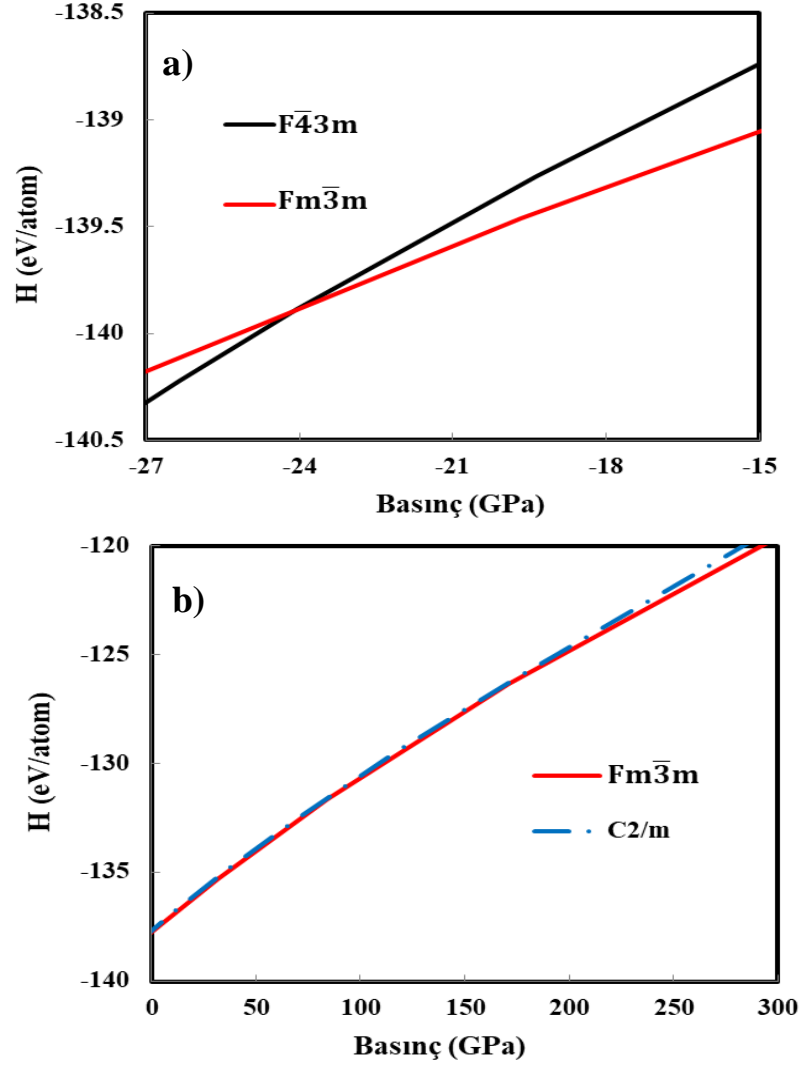 -138.5
a)
F4̅3m
-139
Fm3̅m
-139.5
H (eV/atom)
-140
-140.5
-27
-24
-21
-18
-15
Basınç (GPa)
-120
b)
-125
H (eV/atom)
-130
Fm3̅m
C2/m
-135
-140
0
50
100
150
200
250
300
Basınç (GPa)